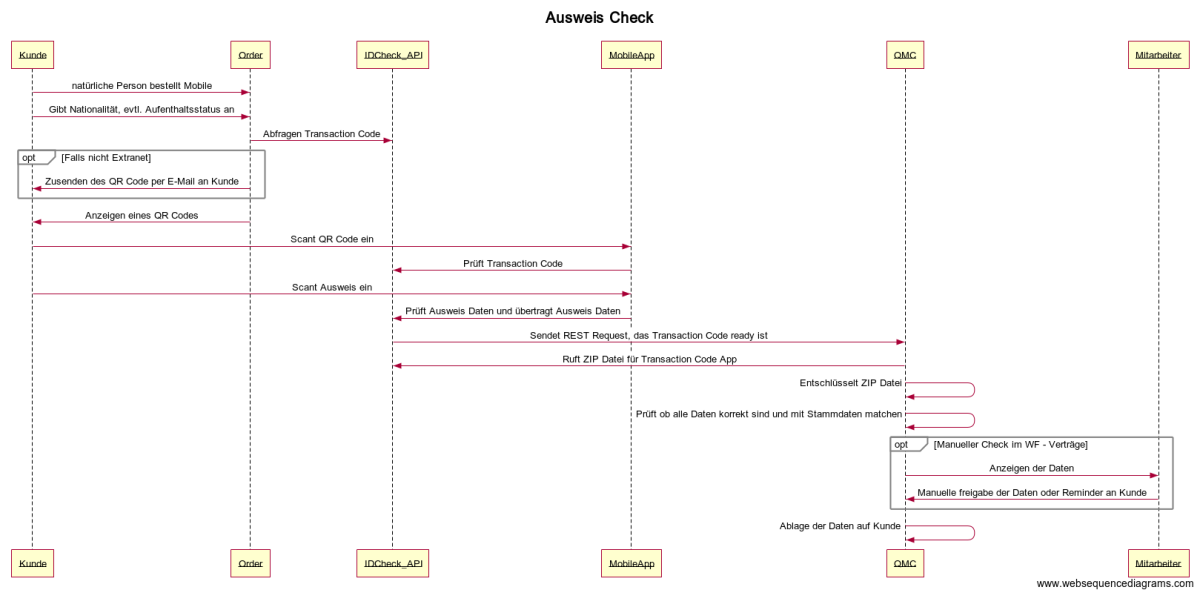 Ausweis Check
Kunde
Order
IDCheck_API
MobileApp
QMC
Mitarbeiter
natürliche Person bestellt Mobile
Gibt Nationalität, evtl. Aufenthaltsstatus an
Abfragen Transaction Code
opt
[Falls nicht Extranet]
Zusenden des QR Code per E-Mail an Kunde
Anzeigen eines QR Codes
Scant QR Code ein
Prüft Transaction Code
Scant Ausweis ein
Prüft Ausweis Daten und übertragt Ausweis Daten
Sendet REST Request, das Transaction Code ready ist
Ruft ZIP Datei für Transaction Code App
Entschlüsselt ZIP Datei
Prüft ob alle Daten korrekt sind und mit Stammdaten matchen
opt
[Manueller Check im WF - Verträge]
Anzeigen der Daten
Manuelle freigabe der Daten oder Reminder an Kunde
Ablage der Daten auf Kunde
Kunde
Order
IDCheck_API
MobileApp
QMC
Mitarbeiter
www.websequencediagrams.com